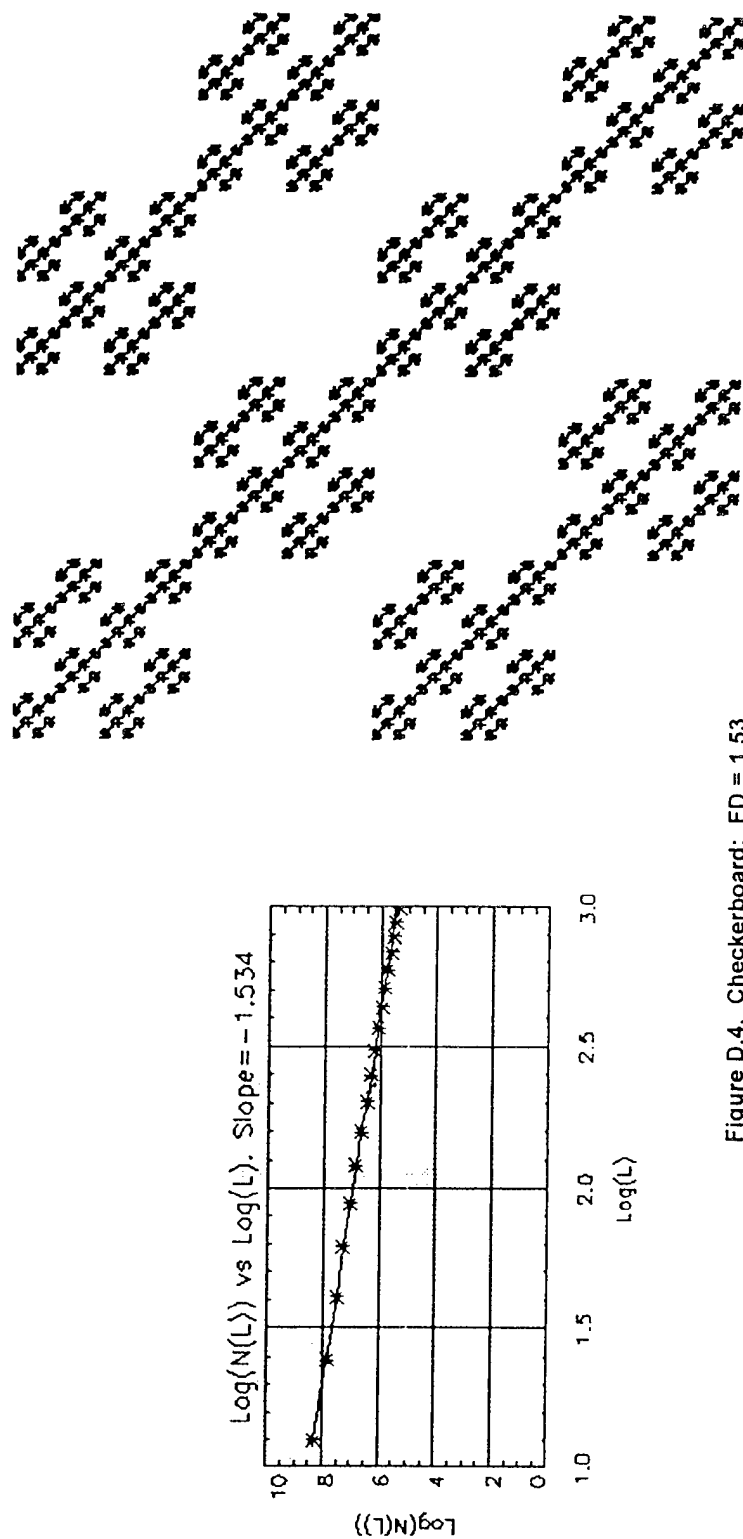 Log(N(L)) vs Log(L). Slope=-1.534
Log(N(L))
10
8
6
4
2
0
1.0
1.5
2.0
2.5
3.0
Log(L)
Figure D.4. Checkerboard: FD = 1.53